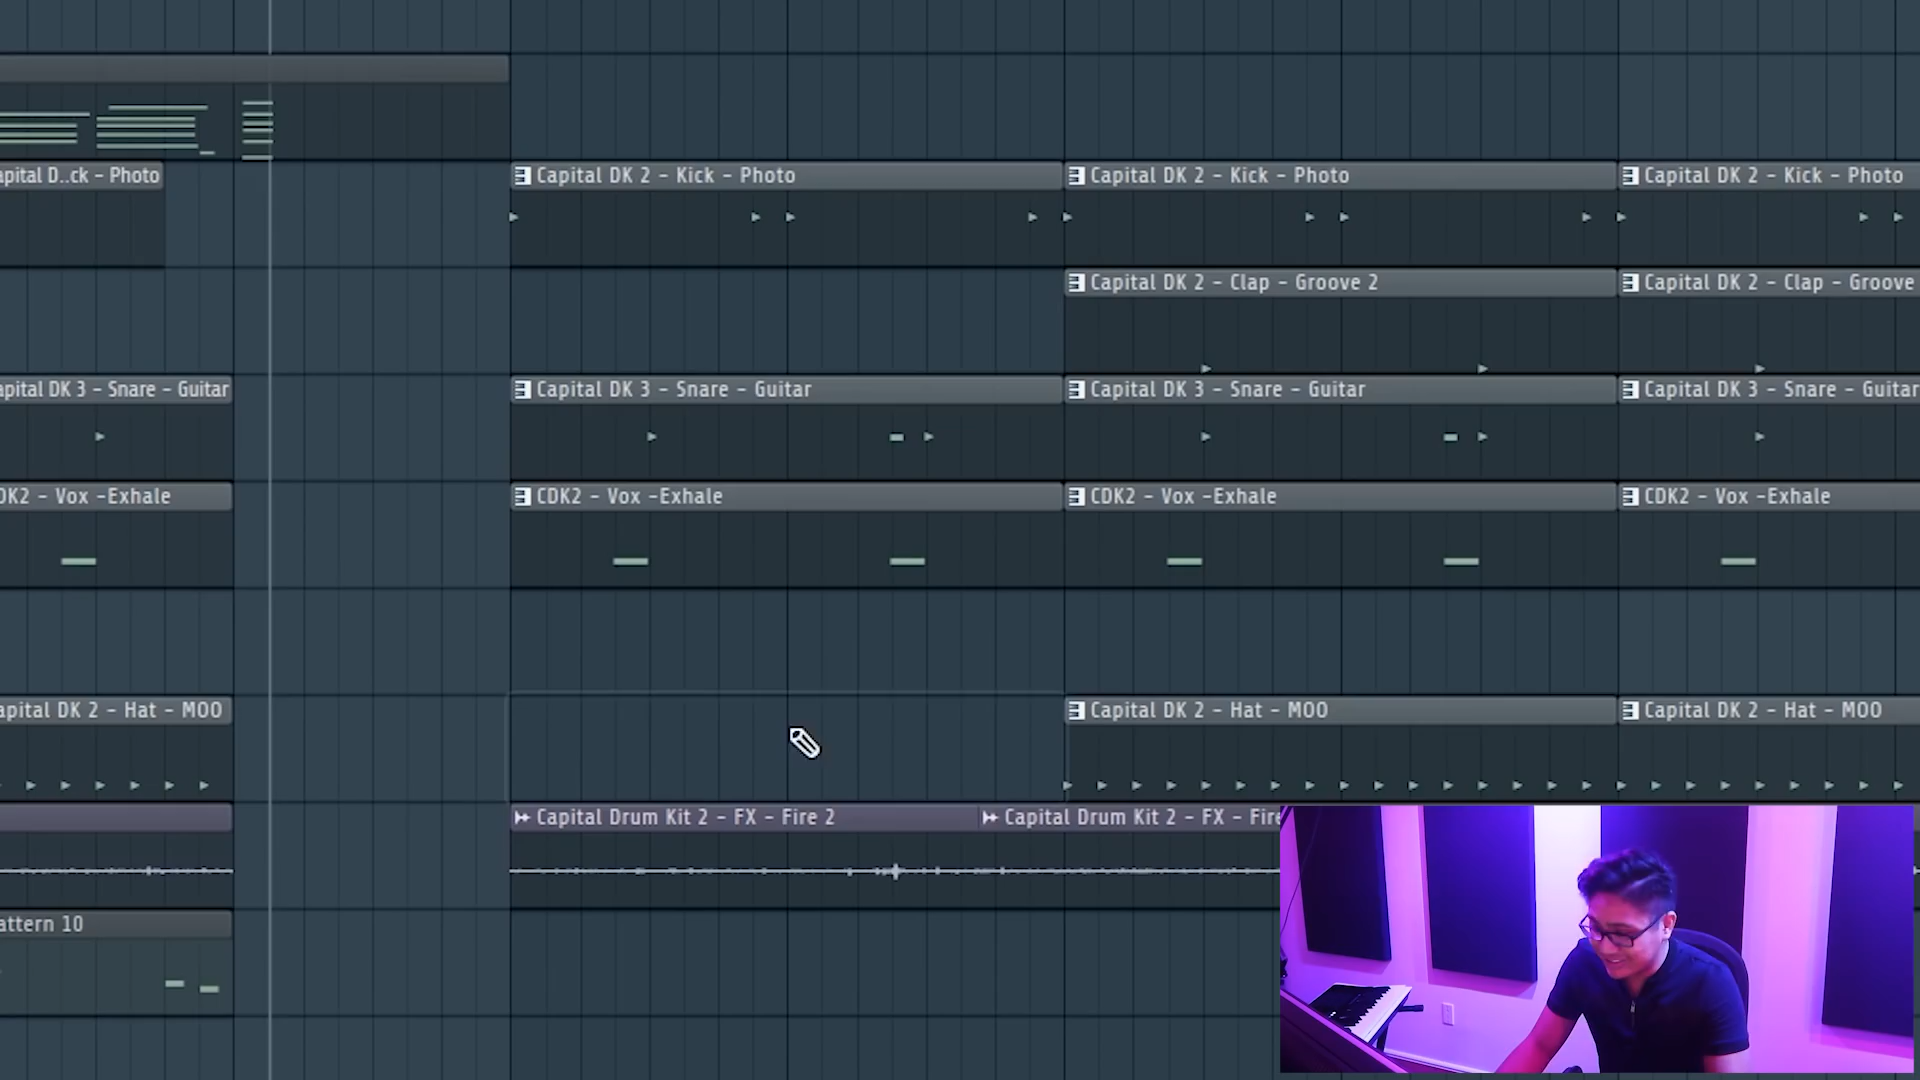 apital D..ck - Photo
Capital DK 2 - Kick - Photo
Capital DK 2 - Kick - Photo
Capital DK 2 - Kick - Photo
Capital DK 2 - Clap - Groove 2
Capital DK 2 - Clap - Groove
apital DK 3 - Snare - Guitar
Capital DK 3 - Snare - Guitar
Capital DK 3 - Snare - Guitar
Capital DK 3 - Snare - Guitar
DK2 - Vox -Exhale
CDK2 - Vox -Exhale
CDK2 - Vox -Exhale
CDK2 - Vox -Exhale
apital DK 2 - Hat - MOO
Capital DK 2 - Hat - MOO
Capital DK 2 - Hat - MOO
Capital Drum Kit 2 - FX - Fire 2
Capital Drum Kit 2 - FX - Fire
attern 10